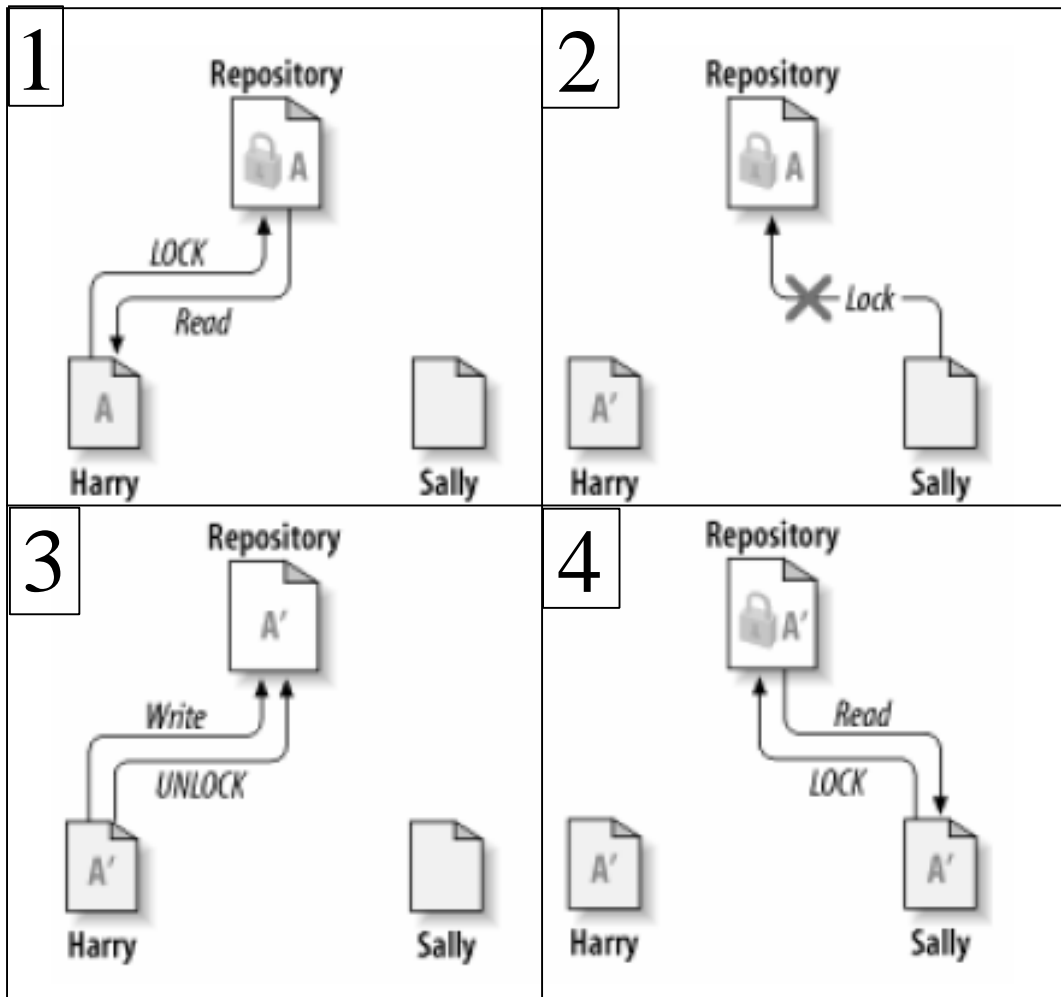 1
Repository
A
LOCK
Read
A
Harry
Sally
2
Repository
A
Lock
A'
Harry
Sally
3
Repository
A'
Write
UNLOCK
A'
Harry
Sally
4
Repository
A'
Read
LOCK
A'
A'
Harry
Sally